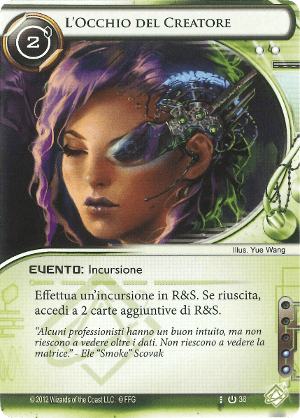 L'Occhio del Creatore
2
Illus. Yue Wang
EVENTO: Incursione
Effettua un'incursione in R&S. Se riuscita,
accedi a 2 carte aggiuntive di R&S.
"Alcuni professionisti hanno un buon intuito, ma non
riescono a vedere oltre i dati. Non riescono a vedere la
matrice." - Ele "Smoke" Scovak
© 2012 Wizards of the Coast LLC. © FFG
36